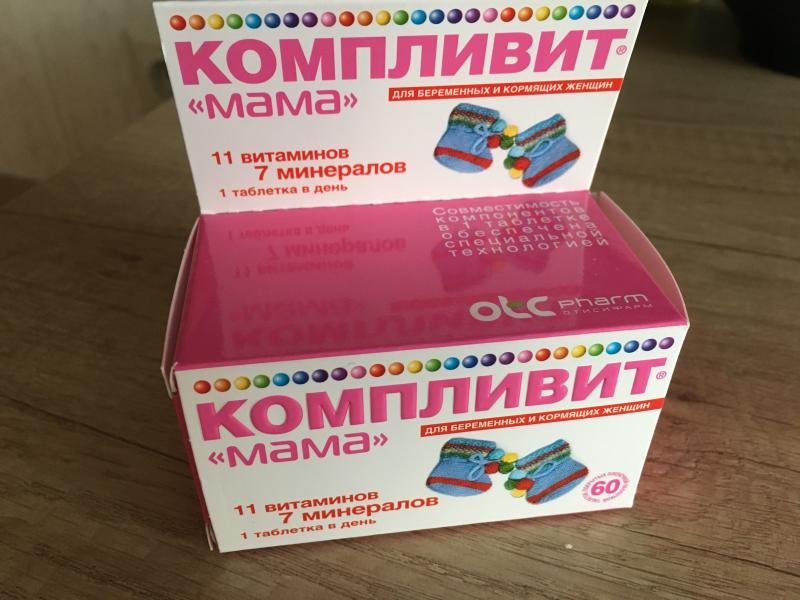 КОМПЛИВИТ®
«мама»
ДЛЯ БЕРЕМЕННЫХ И КОРМЯЩИХ ЖЕНЩИН
11 витаминов
7 минералов
1 таблетка в день
Совместимость
компонентов
в 1 таблетке
обеспечена
специальной
технологией
отс pharm
ОТИСИФАРМ
КОМПЛИВИТ®
«мама»
ДЛЯ БЕРЕМЕННЫХ И КОРМЯЩИХ ЖЕНЩИН
11 витаминов
7 минералов
1 таблетка в день
60